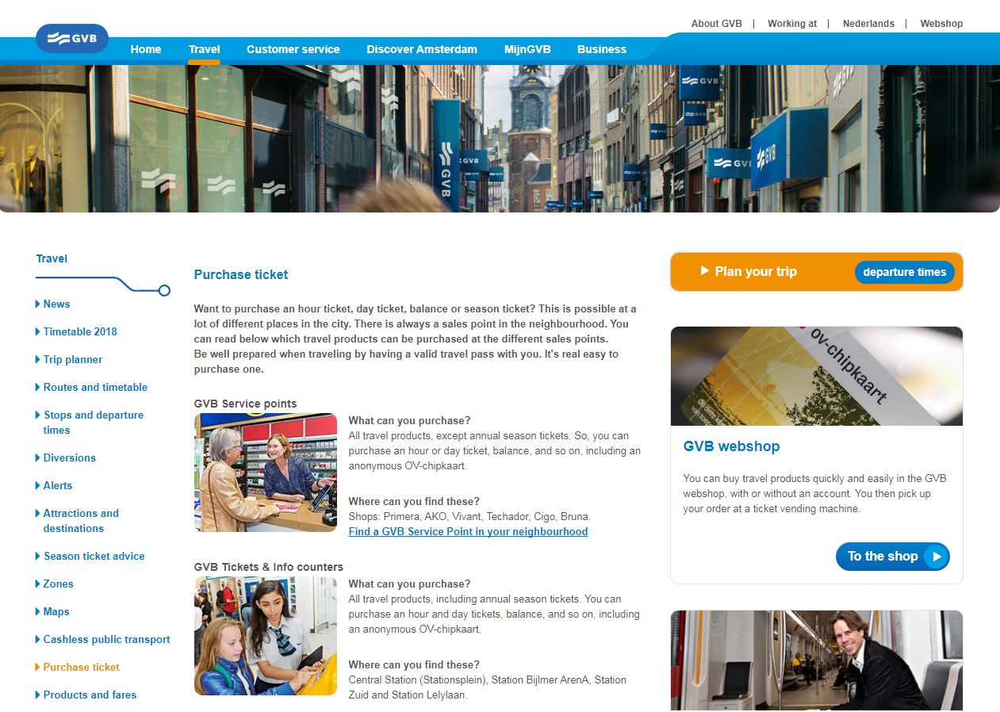 About GVB | Working at | Nederlands | Webshop
GVB
Home Travel Customer service Discover Amsterdam MijnGVB Business
GVB
GVB
GVB
GVB
GVB
Travel
News
Timetable 2018
Trip planner
Routes and timetable
Stops and departure
times
Diversions
Alerts
Attractions and
destinations
Season ticket advice
Zones
Maps
Cashless public transport
Purchase ticket
Products and fares
Purchase ticket
Want to purchase an hour ticket, day ticket, balance or season ticket? This is possible at a
lot of different places in the city. There is always a sales point in the neighbourhood. You
can read below which travel products can be purchased at the different sales points.
Be well prepared when traveling by having a valid travel pass with you. It's real easy to
purchase one.
GVB Service points
What can you purchase?
All travel products, except annual season tickets. So, you can
purchase an hour or day ticket, balance, and so on, including an
anonymous OV-chipkaart.
Where can you find these?
Shops: Primera, AKO, Vivant, Techador, Cigo, Bruna.
Find a GVB Service Point in your neighbourhood
GVB Tickets & Info counters
What can you purchase?
All travel products, including annual season tickets. You can
purchase an hour and day tickets, balance, and so on, including
an anonymous OV-chipkaart.
Where can you find these?
Central Station (Stationsplein), Station Bijlmer ArenA, Station
Zuid and Station Lelylaan.
Plan your trip
departure times
ov-chipkaart
GVB webshop
You can buy travel products quickly and easily in the GVB
webshop, with or without an account. You then pick up
your order at a ticket vending machine.
To the shop